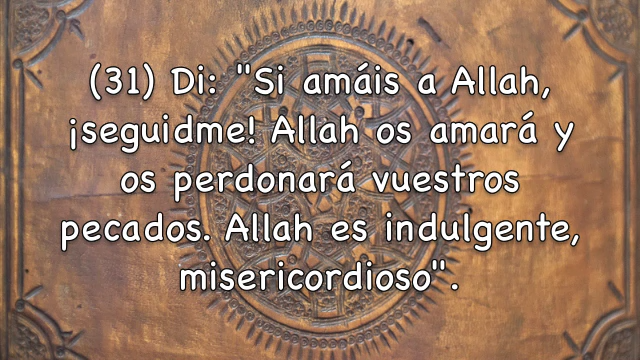 (31) Di: "Si amáis a Allah,
¡seguidme! Allah os amará y
os perdonará vuestros
pecados. Allah es indulgente,
misericordioso".